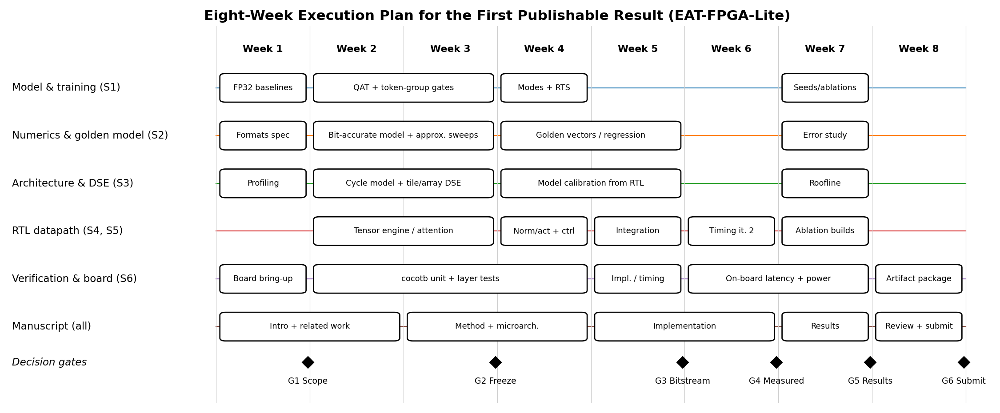 Eight-Week Execution Plan for the First Publishable Result (EAT-FPGA-Lite)
Week 1 Week 2 Week 3 Week 4 Week 5 Week 6 Week 7 Week 8
Model & training (S1) FP32 baselines QAT + token-group gates Modes + RTS Seeds/ablations
Numerics & golden model (S2) Formats spec Bit-accurate model + approx. sweeps Golden vectors / regression Error study
Architecture & DSE (S3) Profiling Cycle model + tile/array DSE Model calibration from RTL Roofline
RTL datapath (S4, S5) Tensor engine / attention Norm/act + ctrl Integration Timing it. 2 Ablation builds
Verification & board (S6) Board bring-up cocotb unit + layer tests Impl. / timing On-board latency + power Artifact package
Manuscript (all) Intro + related work Method + microarch. Implementation Results Review + submit
Decision gates
G1 Scope G2 Freeze G3 Bitstream G4 Measured G5 Results G6 Submit